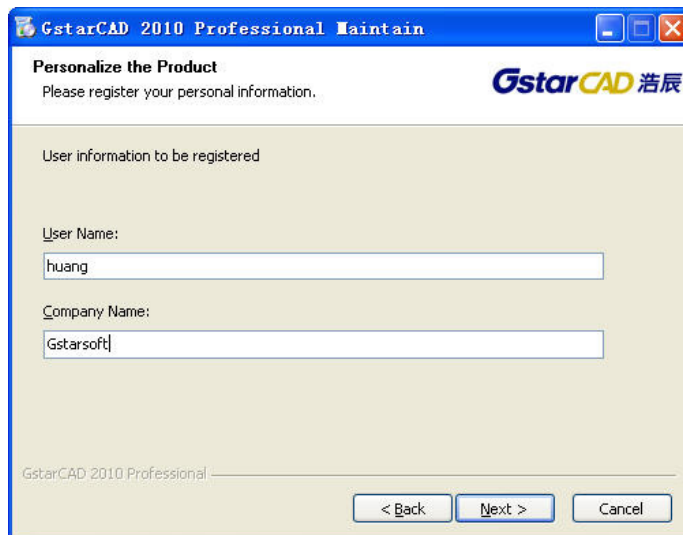 GstarCAD 2010 Professional Maintain
Personalize the Product
Please register your personal information.
GstarCAD 浩辰
User information to be registered
User Name:
huang
Company Name:
Gstarsoft
GstarCAD 2010 Professional
< Back Next > Cancel